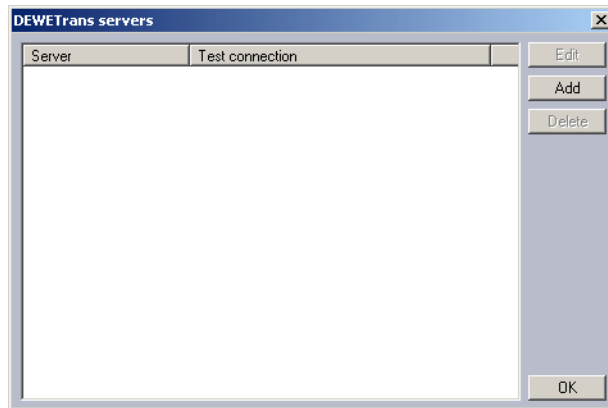 DEWETrans servers
Server Test connection
Edit
Add
Delete
OK